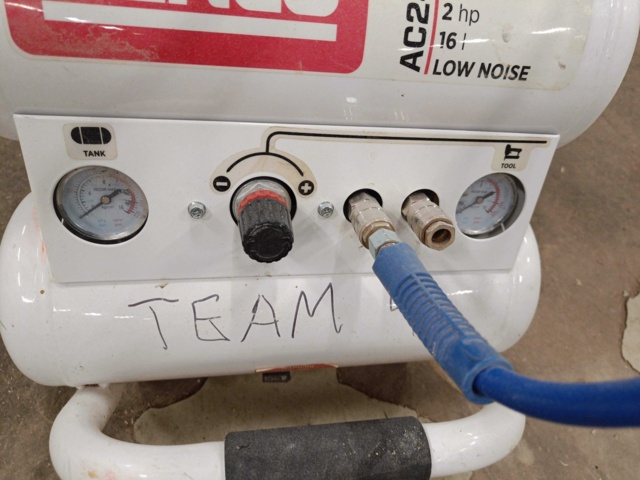 AC2
2 hp
16 l
LOW NOISE
TANK
- +
TOOL
TEAM